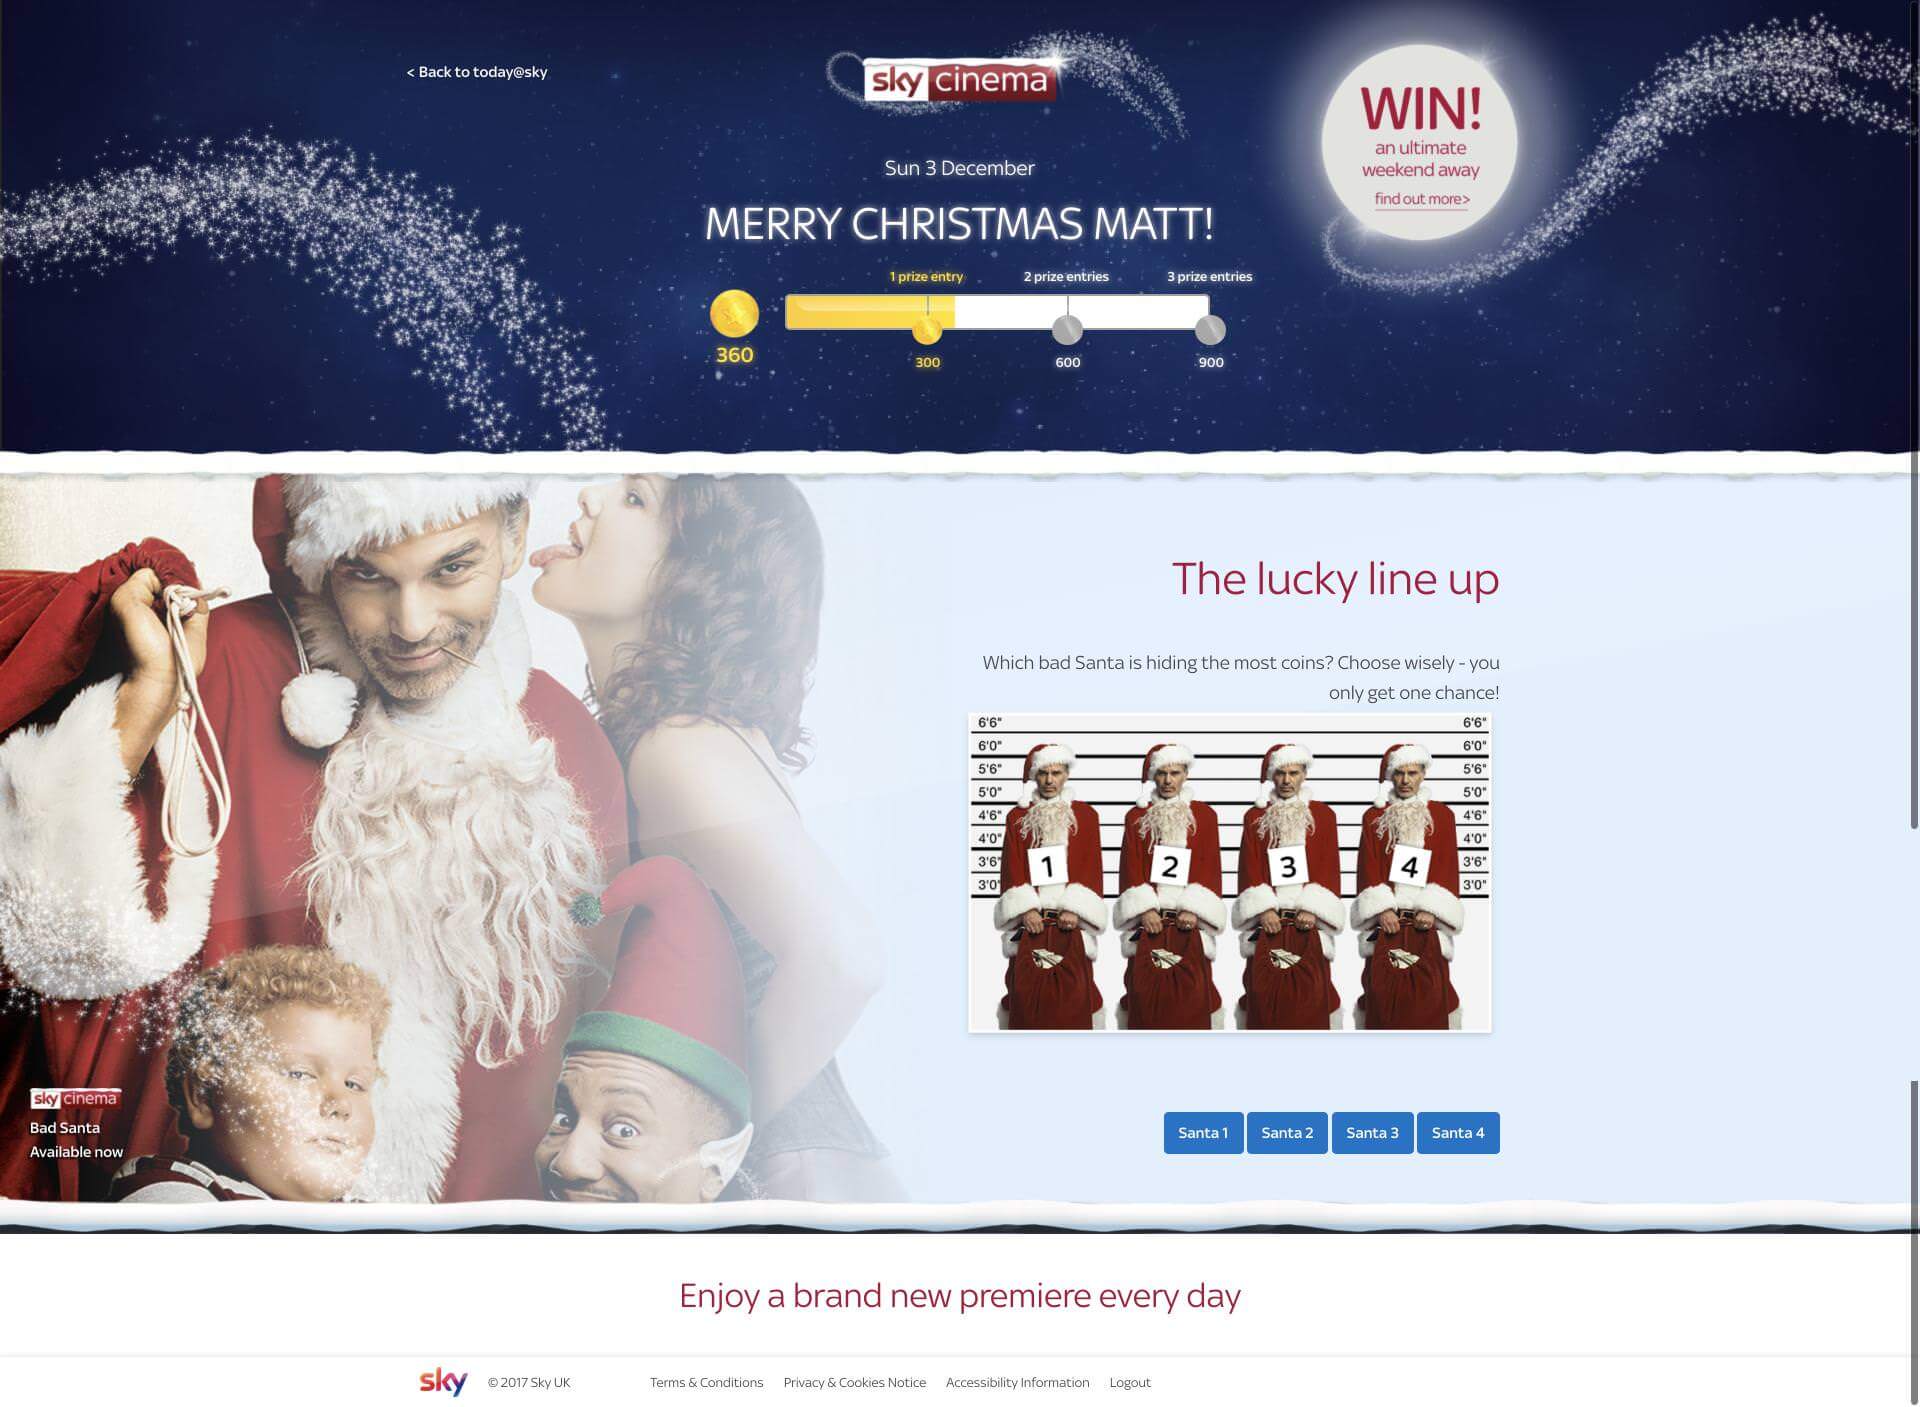 < Back to today@sky
sky cinema
WIN!
an ultimate
weekend away
find out more>
Sun 3 December
MERRY CHRISTMAS MATT!
1 prize entry 2 prize entries 3 prize entries
360
300 600 900
The lucky line up
Which bad Santa is hiding the most coins? Choose wisely - you
only get one chance!
6'6" 6'6"
6'0" 6'0"
5'6" 5'6"
5'0" 5'0"
4'6" 4'6"
4'0" 4'0"
3'6" 3'6"
3'0" 3'0"
1 2 3 4
sky cinema
Bad Santa
Available now
Santa 1 Santa 2 Santa 3 Santa 4
Enjoy a brand new premiere every day
sky © 2017 Sky UK Terms & Conditions Privacy & Cookies Notice Accessibility Information Logout